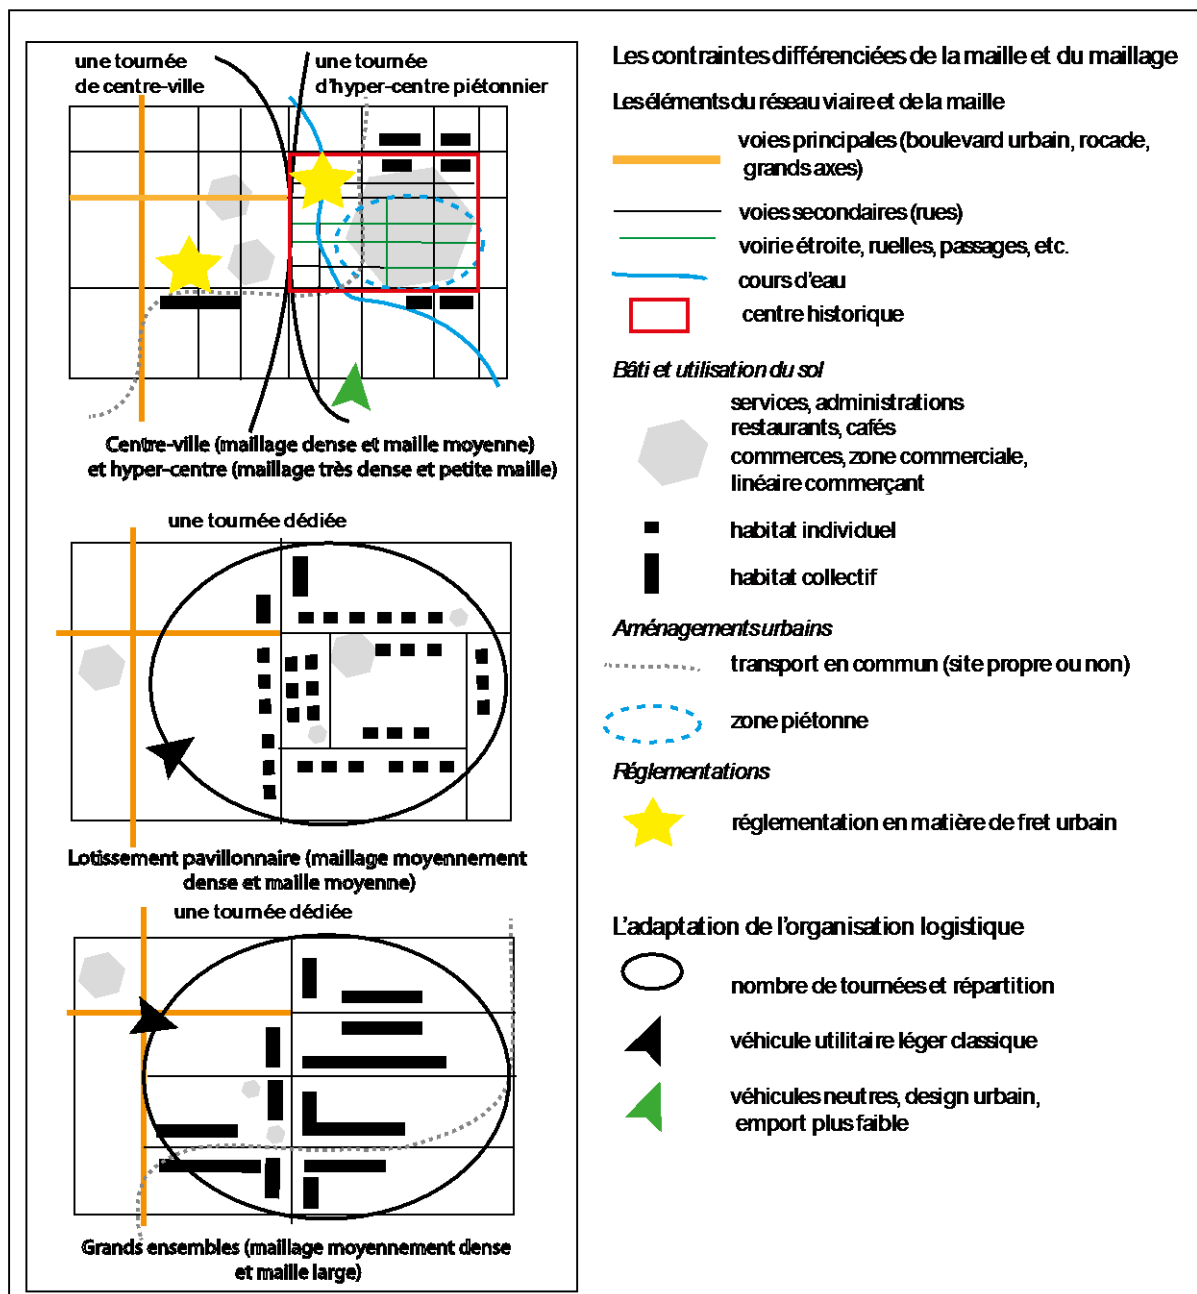 une tournée
de centre-ville
une tournée
d'hyper-centre piétonnier
Centre-ville (maillage dense et maille moyenne)
et hyper-centre (maillage très dense et petite maille)
une tournée dédiée
Lotissement pavillonnaire (maillage moyennement
dense et maille moyenne)
une tournée dédiée
Grands ensembles (maillage moyennement dense
et maille large)
Les contraintes différenciées de la maille et du maillage
Les éléments du réseau viaire et de la maille
voies principales (boulevard urbain, rocade,
grands axes)
voies secondaires (rues)
voirie étroite, ruelles, passages, etc.
cours d'eau
centre historique
Bâti et utilisation du sol
services, administrations
restaurants, cafés
commerces, zone commerciale,
linéaire commerçant
habitat individuel
habitat collectif
Aménagements urbains
transport en commun (site propre ou non)
zone piétonne
Réglementations
réglementation en matière de fret urbain
L'adaptation de l'organisation logistique
nombre de tournées et répartition
véhicule utilitaire léger classique
véhicules neutres, design urbain,
emport plus faible